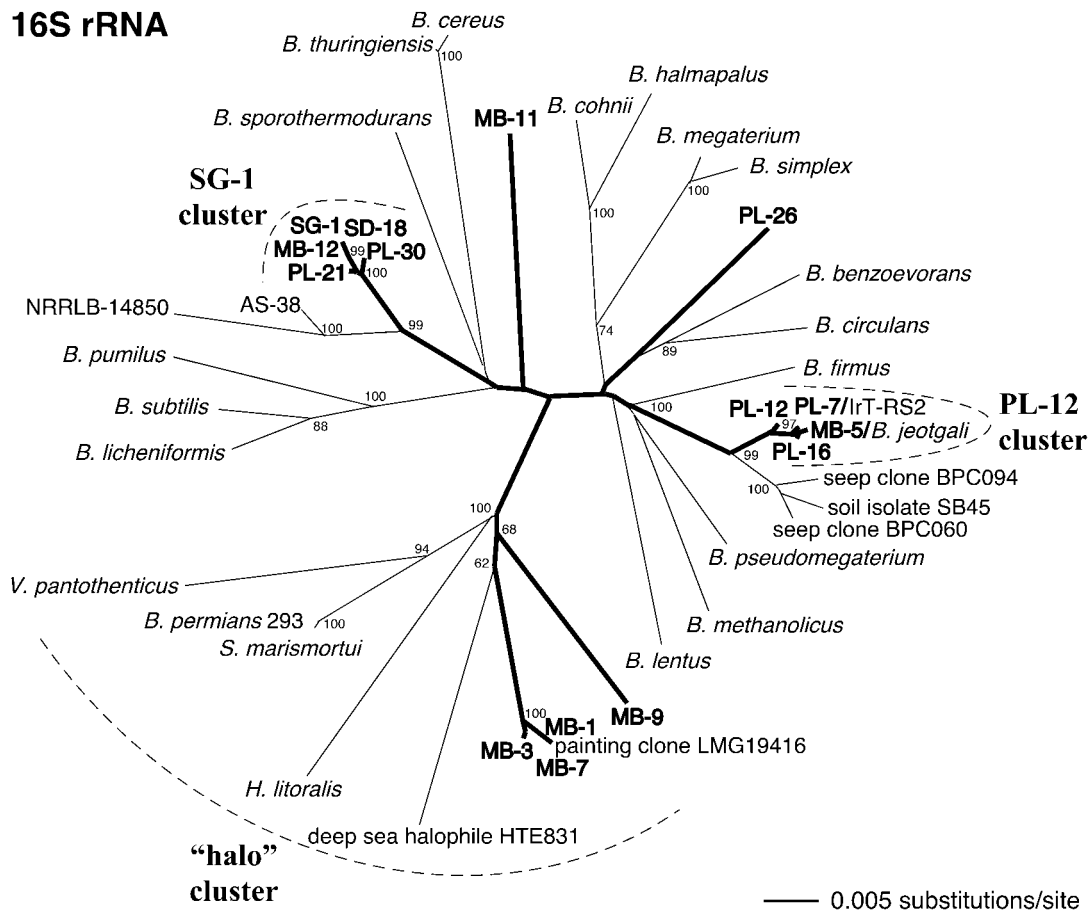 16S rRNA
B. cereus
B. thuringiensis
100
B. halmapalus
B. cohnii
B. sporothermodurans
MB-11
B. megaterium
B. simplex
100
SG-1
cluster
100
PL-26
SG-1 SD-18
MB-12 99 PL-30
PL-21 100
B. benzoevorans
NRRLB-14850
AS-38
100
99
74
B. circulans
89
B. pumilus
B. firmus
100
B. subtilis
88
B. licheniformis
100
PL-12 PL-7/IrT-RS2
97
MB-5/B. jeotgali
PL-16
99
PL-12
cluster
seep clone BPC094
100
soil isolate SB45
seep clone BPC060
B. pseudomegaterium
100
68
94
62
V. pantothenticus
B. permians 293
100
S. marismortui
B. methanolicus
B. lentus
MB-9
100
MB-1
MB-3
painting clone LMG19416
MB-7
H. litoralis
deep sea halophile HTE831
“halo”
cluster
0.005 substitutions/site